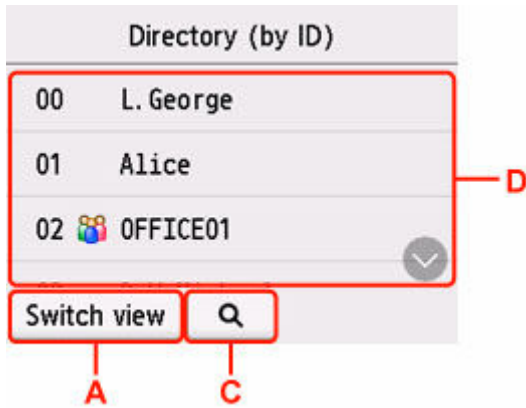 Directory (by ID)
00 L. George
01 Alice
02 OFFICE01
D
Switch view
A
C